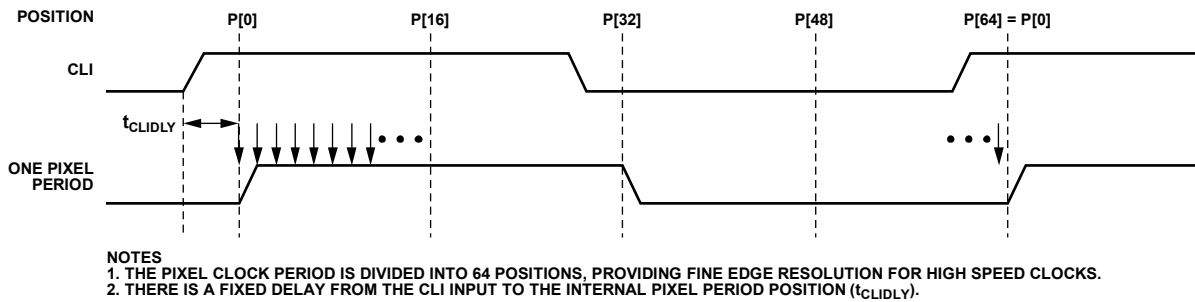 POSITION P[0] P[16] P[32] P[48] P[64] = P[0]
CLI
tCLIDLY
ONE PIXEL
PERIOD
NOTES
1. THE PIXEL CLOCK PERIOD IS DIVIDED INTO 64 POSITIONS, PROVIDING FINE EDGE RESOLUTION FOR HIGH SPEED CLOCKS.
2. THERE IS A FIXED DELAY FROM THE CLI INPUT TO THE INTERNAL PIXEL PERIOD POSITION (tCLIDLY).